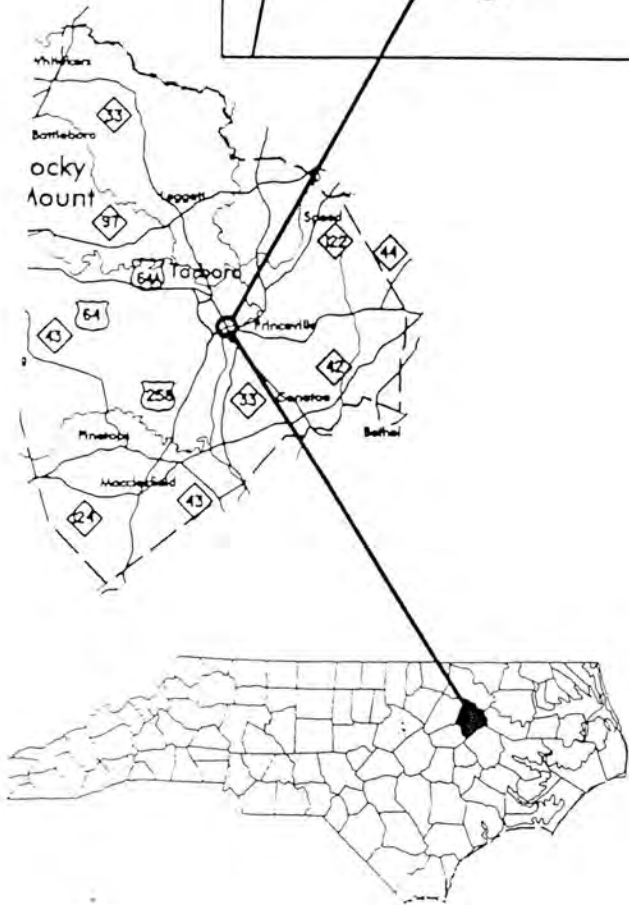 Whitakers
33
Battleboro
ocky
Mount
Leggett
97
Speed
122
44
Tarboro
64A
64
43
Princeville
42
258
33
Conetoe
Pinetops
Bethel
Macclesfield
43
124